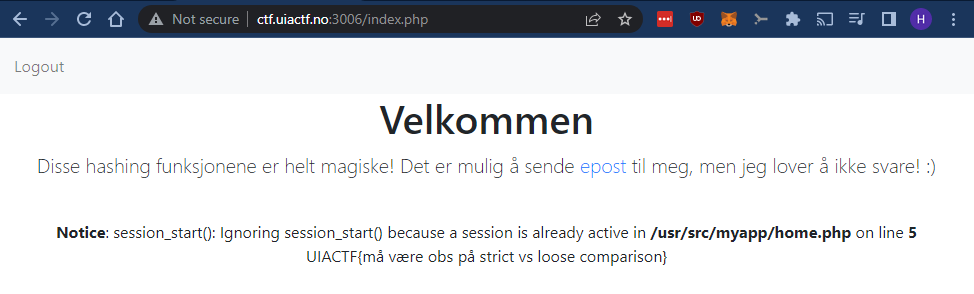 Not secure | ctf.uiactf.no:3006/index.php
Logout
Velkommen
Disse hashing funksjonene er helt magiske! Det er mulig å sende epost til meg, men jeg lover å ikke svare! :)
Notice: session_start(): Ignoring session_start() because a session is already active in /usr/src/myapp/home.php on line 5
UIACTF{må være obs på strict vs loose comparison}